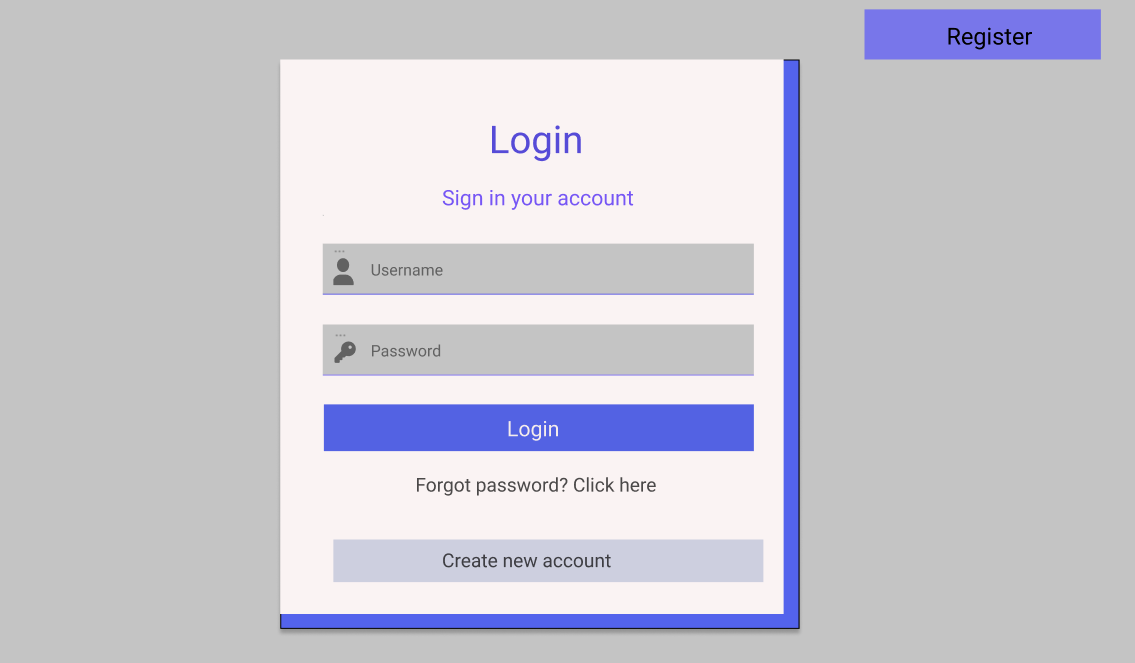 Register
Login
Sign in your account
Username
Password
Login
Forgot password? Click here
Create new account